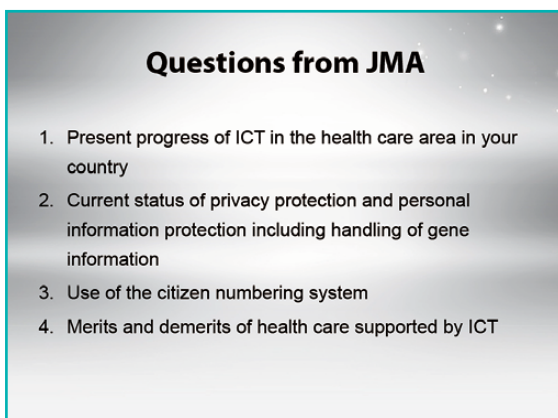 Questions from JMA
1. Present progress of ICT in the health care area in your
country
2. Current status of privacy protection and personal
information protection including handling of gene
information
3. Use of the citizen numbering system
4. Merits and demerits of health care supported by ICT